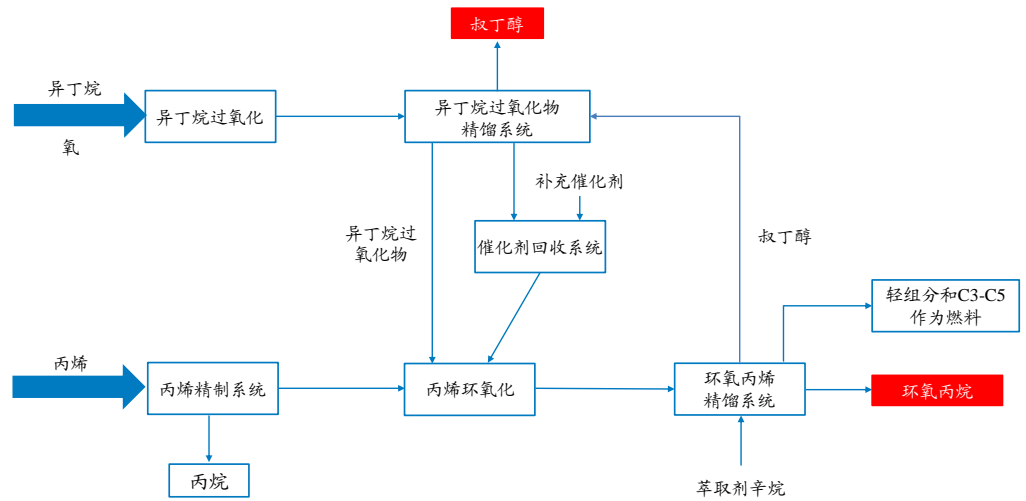 叔丁醇
异丁烷
氧
异丁烷过氧化
异丁烷过氧化物
精馏系统
补充催化剂
异丁烷过
氧化物
催化剂回收系统
叔丁醇
轻组分和C3-C5
作为燃料
丙烯
丙烯精制系统
丙烯环氧化
环氧丙烯
精馏系统
环氧丙烷
丙烷
萃取剂辛烷